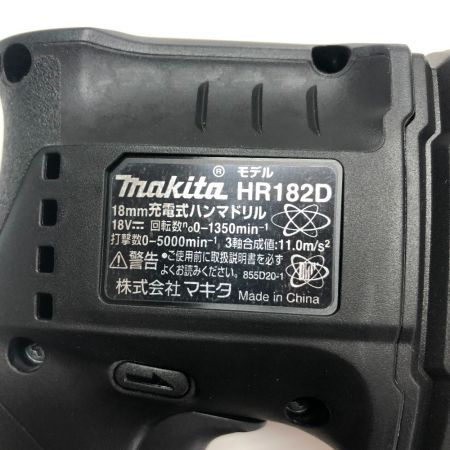 モデル
makita® HR182D
18mm充電式ハンマドリル
18V⎓ 回転数n₀0-1350min⁻¹
打撃数0-5000min⁻¹ 3軸合成値:11.0m/s²
⚠警告 •ご使用前に取扱説明書を必ず
よくお読みください。 855D20-1
株式会社 マキタ Made in China